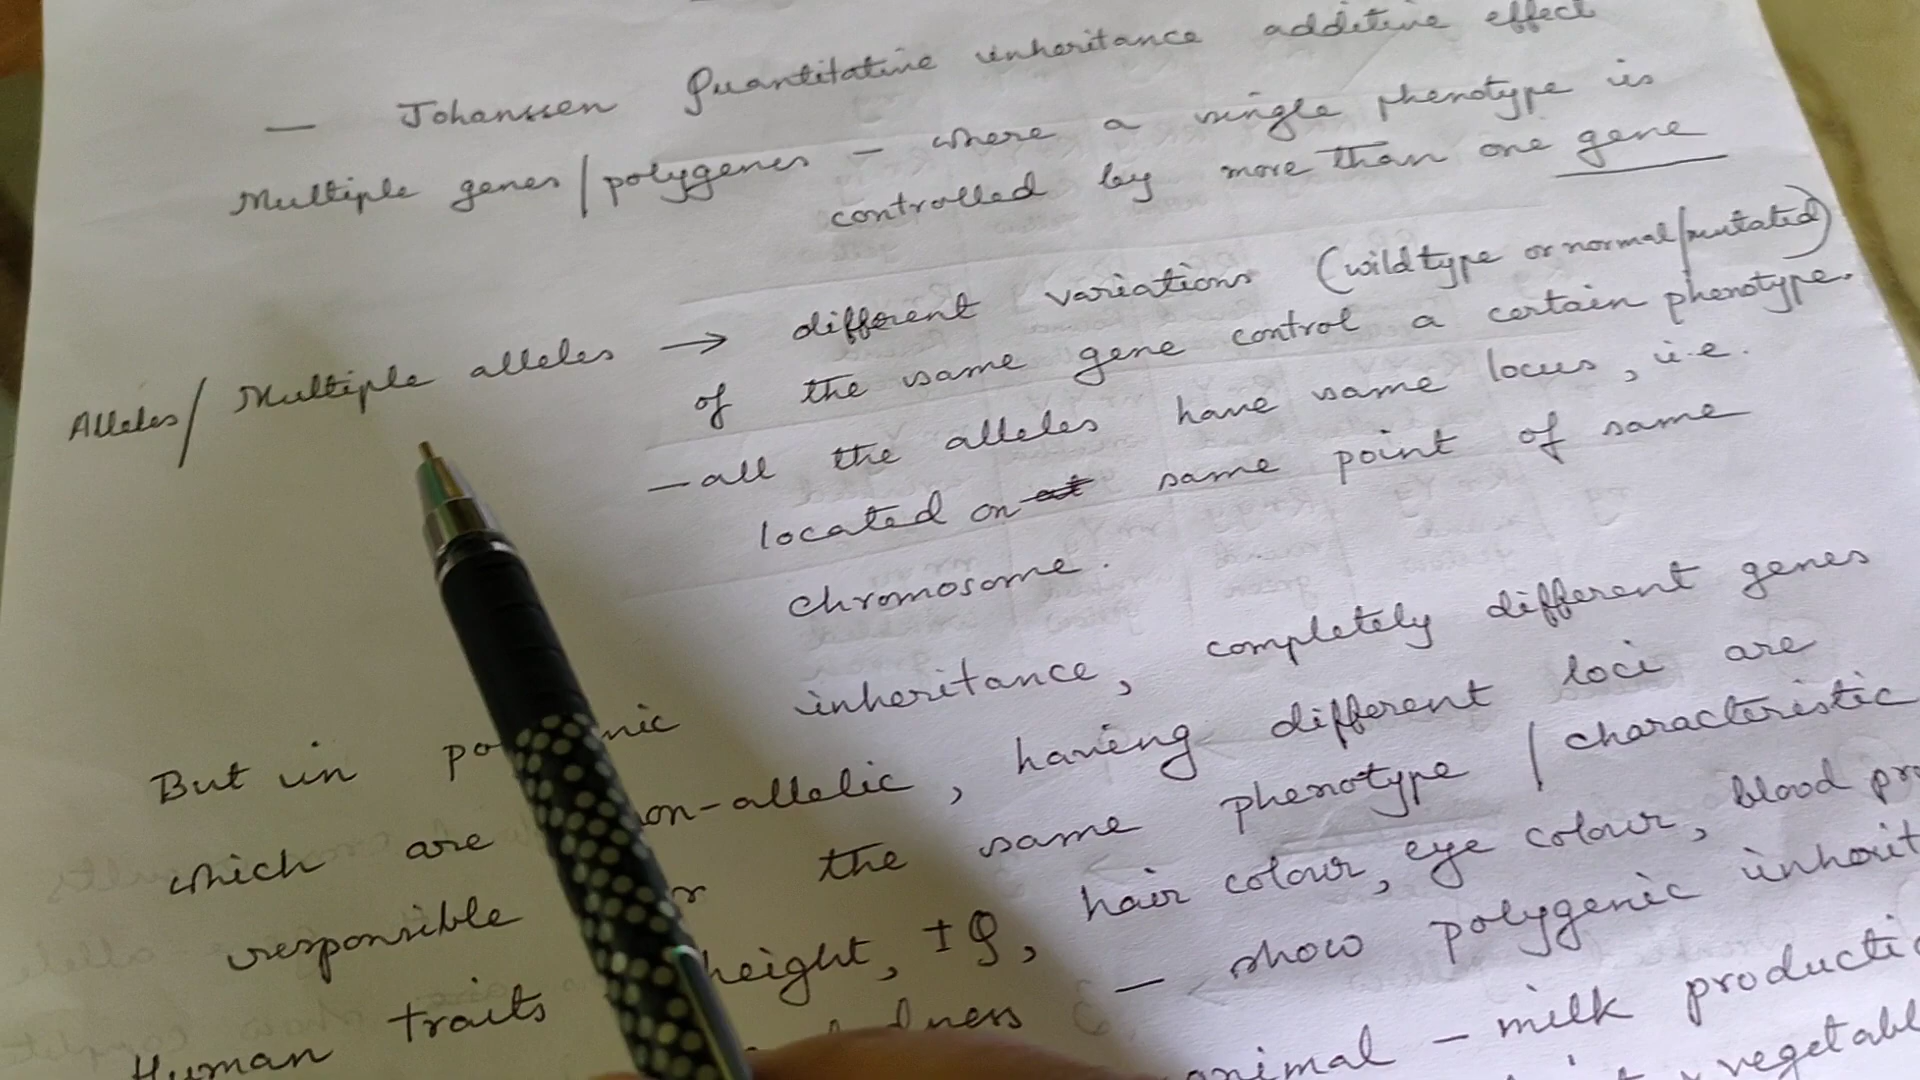 — Johanssen Quantitative inheritance additive effect
Multiple genes/polygenes — where a single phenotype is
controlled by more than one gene
Alleles/ Multiple alleles → different variations (wildtype or normal/mutated)
of the same gene control a certain phenotype.
— all the alleles have same locus, i.e.
located on at same point of same
chromosome.
But in po nic inheritance, completely different genes
which are on-allelic, having different loci are
responsible r the same phenotype / characteristic
Human traits height, IQ, hair colour, eye colour, blood pr
dness — show polygenic inherit
animal — milk producti
vegetabl